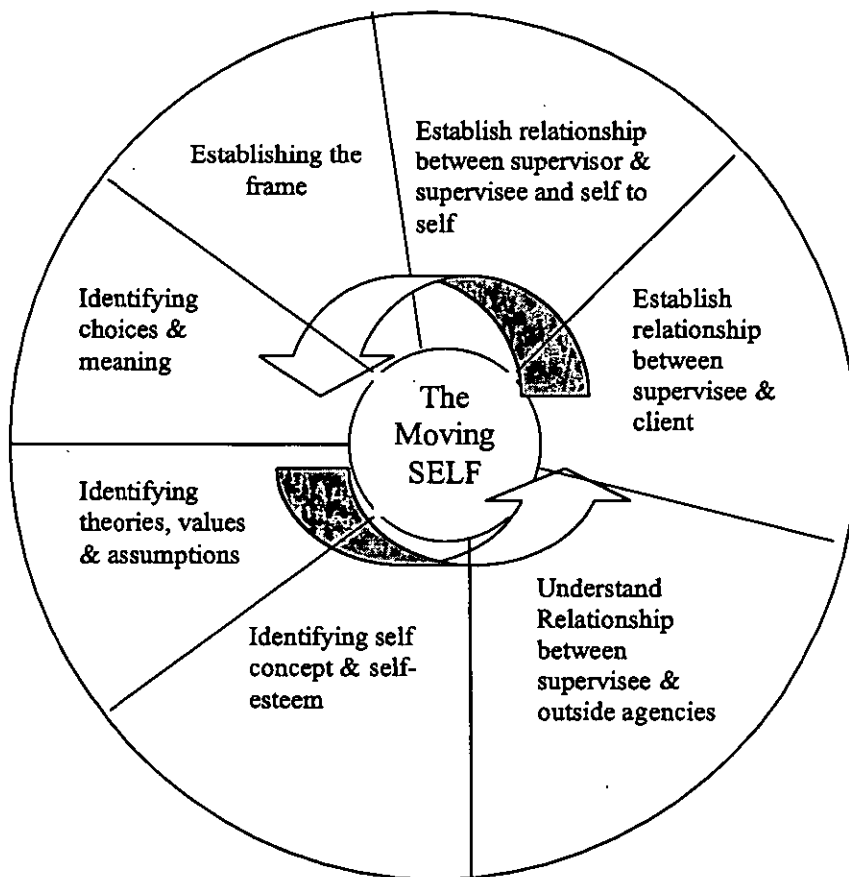 Establishing the
frame
Establish relationship
between supervisor &
supervisee and self to
self
Establish
relationship
between
supervisee &
client
Understand
Relationship
between
supervisee &
outside agencies
Identifying self
concept & self-
esteem
Identifying
theories, values
& assumptions
Identifying
choices &
meaning
The
Moving
SELF